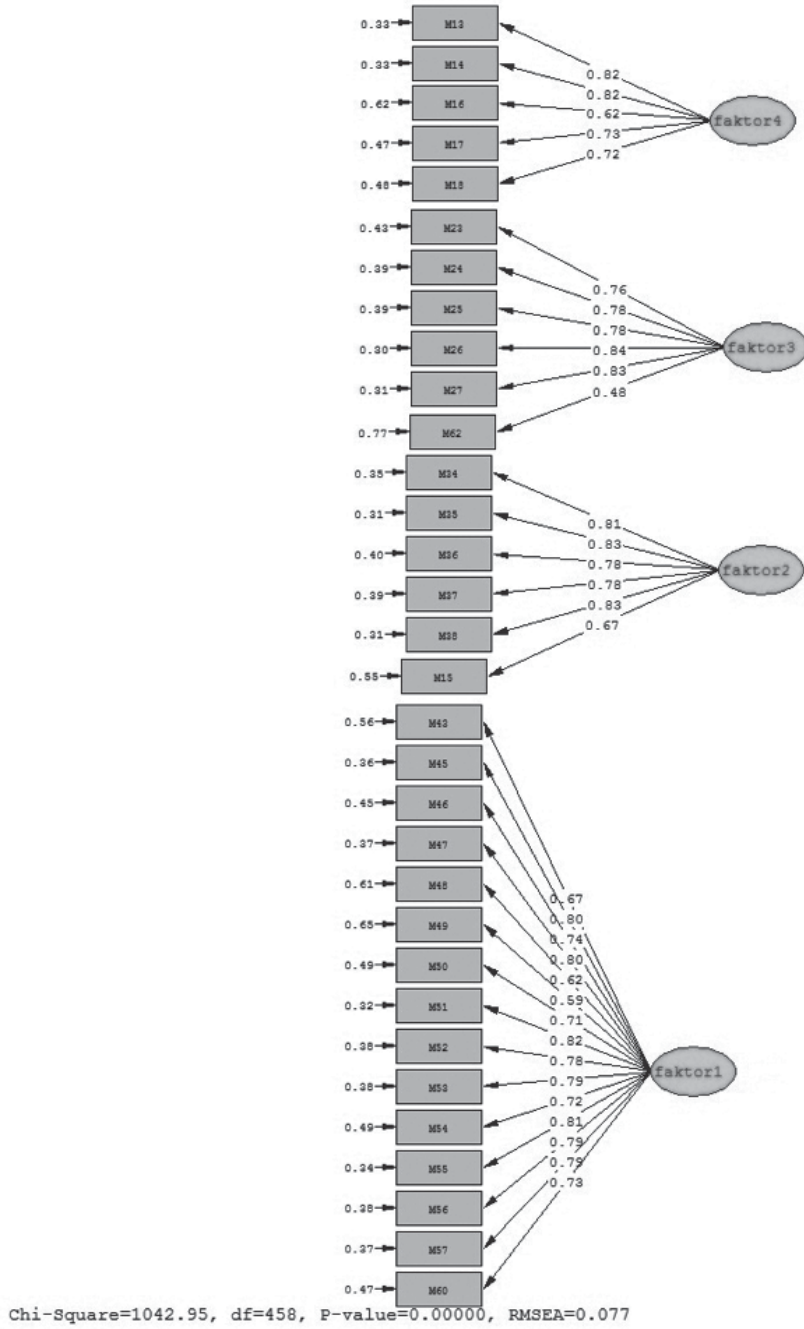 0.33 M13
0.33 M14
0.82
0.82
0.62 M16
0.62
faktor4
0.47 M17
0.73
0.72
0.48 M18
0.43 M23
0.39 M24
0.76
0.78
0.39 M25
0.78
0.30 M26
0.84
faktor3
0.83
0.31 M27
0.48
0.77 M62
0.35 M34
0.31 M35
0.81
0.83
0.40 M36
0.78
faktor2
0.39 M37
0.78
0.83
0.31 M38
0.67
0.55 M15
0.56 M43
0.36 M45
0.45 M46
0.37 M47
0.61 M48
0.67
0.65 M49
0.80
0.74
0.49 M50
0.80
0.62
0.59
0.32 M51
0.71
0.82
0.38 M52
0.78
faktor1
0.38 M53
0.79
0.72
0.49 M54
0.81
0.79
0.34 M55
0.79
0.73
0.38 M56
0.37 M57
0.47 M60
Chi-Square=1042.95, df=458, P-value=0.00000, RMSEA=0.077